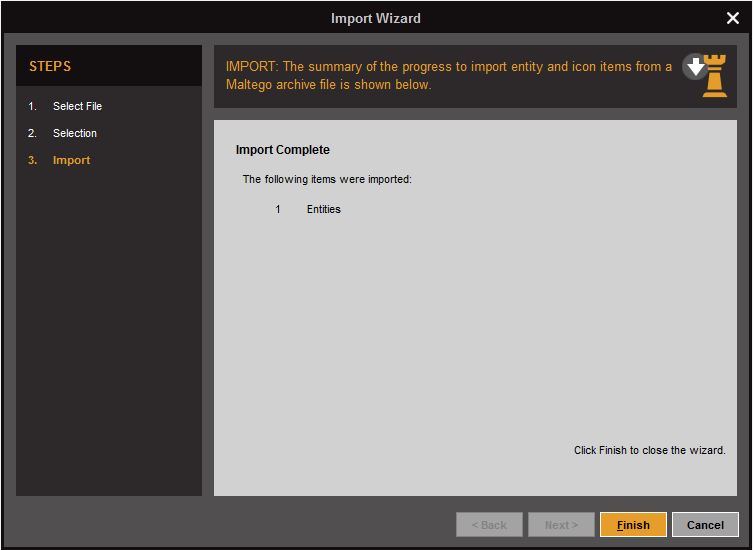 Import Wizard
STEPS
1. Select File
2. Selection
3. Import
IMPORT: The summary of the progress to import entity and icon items from a
Maltego archive file is shown below.
Import Complete
The following items were imported:
1 Entities
Click Finish to close the wizard.
< Back Next > Finish Cancel